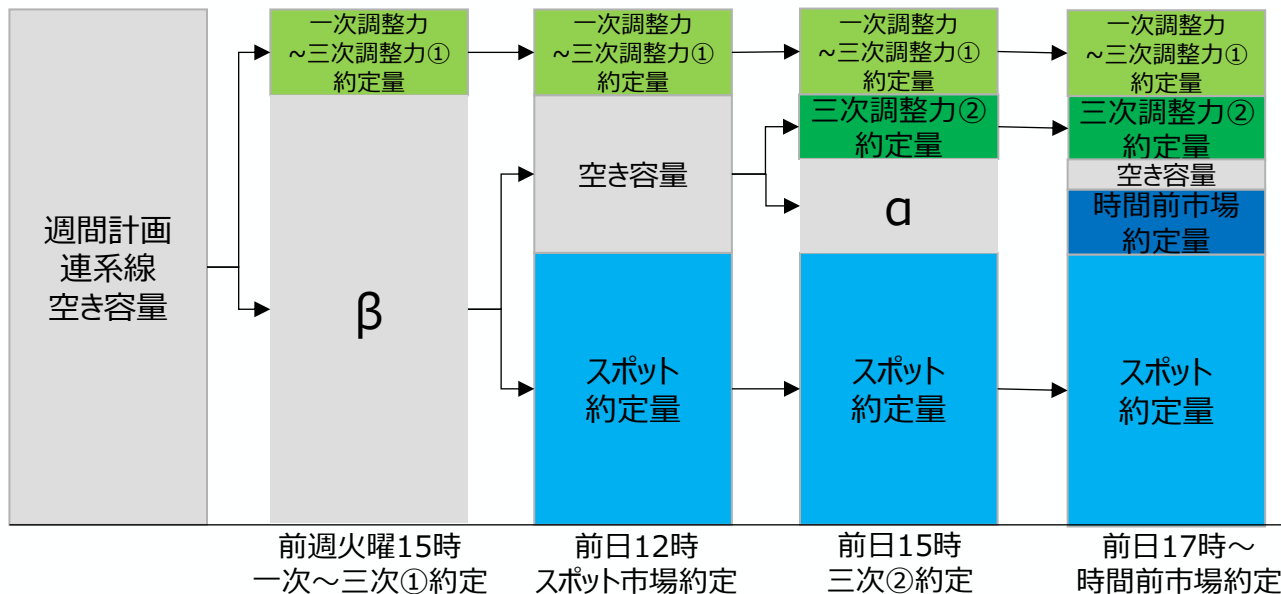 週間計画
連系線
空き容量
一次調整力
~三次調整力①
約定量
β
前週火曜15時
一次～三次①約定
一次調整力
~三次調整力①
約定量
空き容量
スポット
約定量
前日12時
スポット市場約定
一次調整力
~三次調整力①
約定量
三次調整力②
約定量
α
スポット
約定量
前日15時
三次②約定
一次調整力
~三次調整力①
約定量
三次調整力②
約定量
空き容量
時間前市場
約定量
スポット
約定量
前日17時～
時間前市場約定